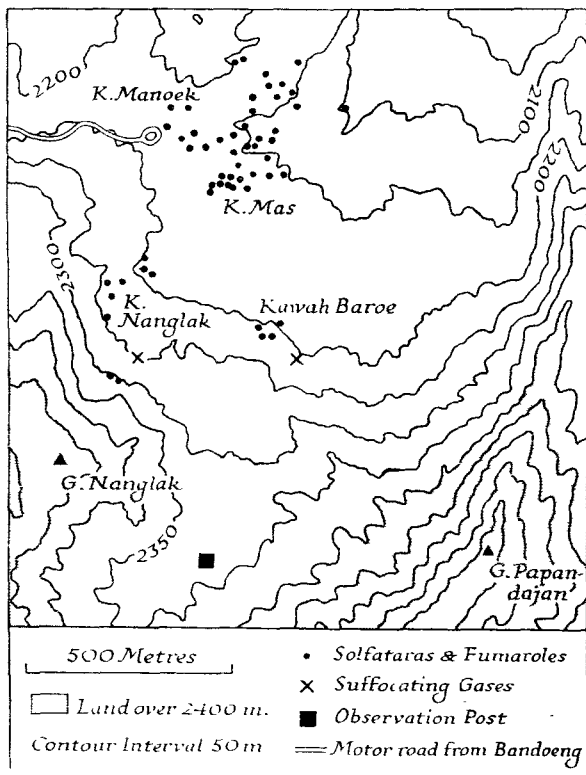 2200
K. Manoek
2100
2200
K. Mas
2300
K.
Nanglak
Kawah Baroe
G. Nanglak
2350
G. Papan-
dajan
500 Metres
Land over 2400 m.
Contour Interval 50 m
Solfataras & Fumaroles
Suffocating Gases
Observation Post
Motor road from Bandoeng